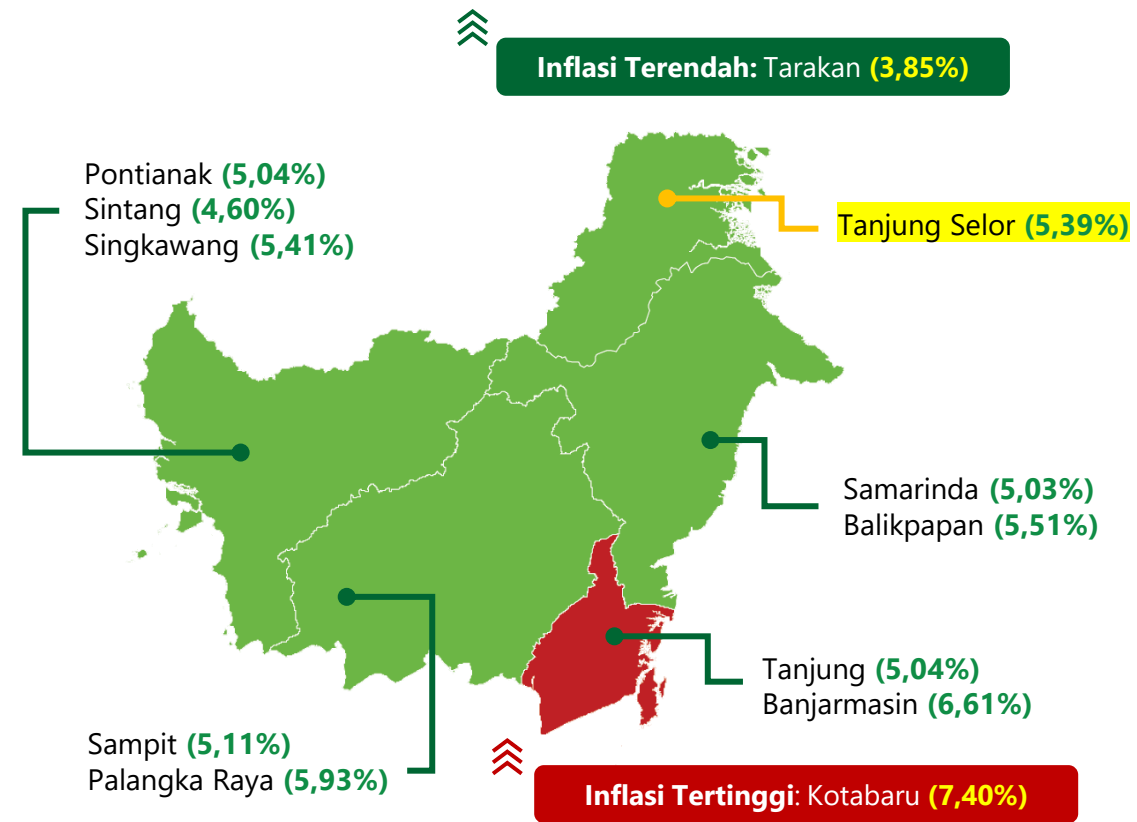 Inflasi Terendah: Tarakan (3,85%)
Pontianak (5,04%)
Sintang (4,60%)
Singkawang (5,41%)
Tanjung Selor (5,39%)
Samarinda (5,03%)
Balikpapan (5,51%)
Tanjung (5,04%)
Banjarmasin (6,61%)
Sampit (5,11%)
Palangka Raya (5,93%)
Inflasi Tertinggi: Kotabaru (7,40%)